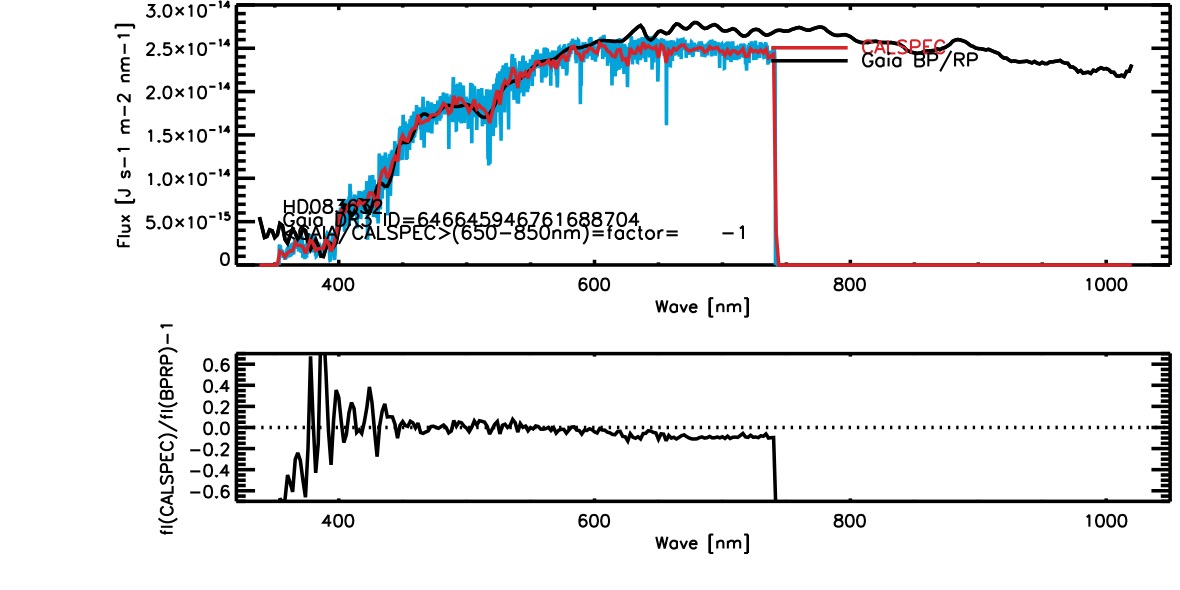 3.0×10−14
2.5×10−14
2.0×10−14
1.5×10−14
1.0×10−14
5.0×10−15
0
Flux [J s−1 m−2 nm−1]
CALSPEC
Gaia BP/RP
HD083632
Gaia DR3 ID=6466459467616887​04
<GAIA/CALSPEC>(650−850nm)=factor= −1
400 600 800 1000
Wave [nm]
0.6
0.4
0.2
0.0
−0.2
−0.4
−0.6
fl(CALSPEC)/fl(BPRP)−1
400 600 800 1000
Wave [nm]